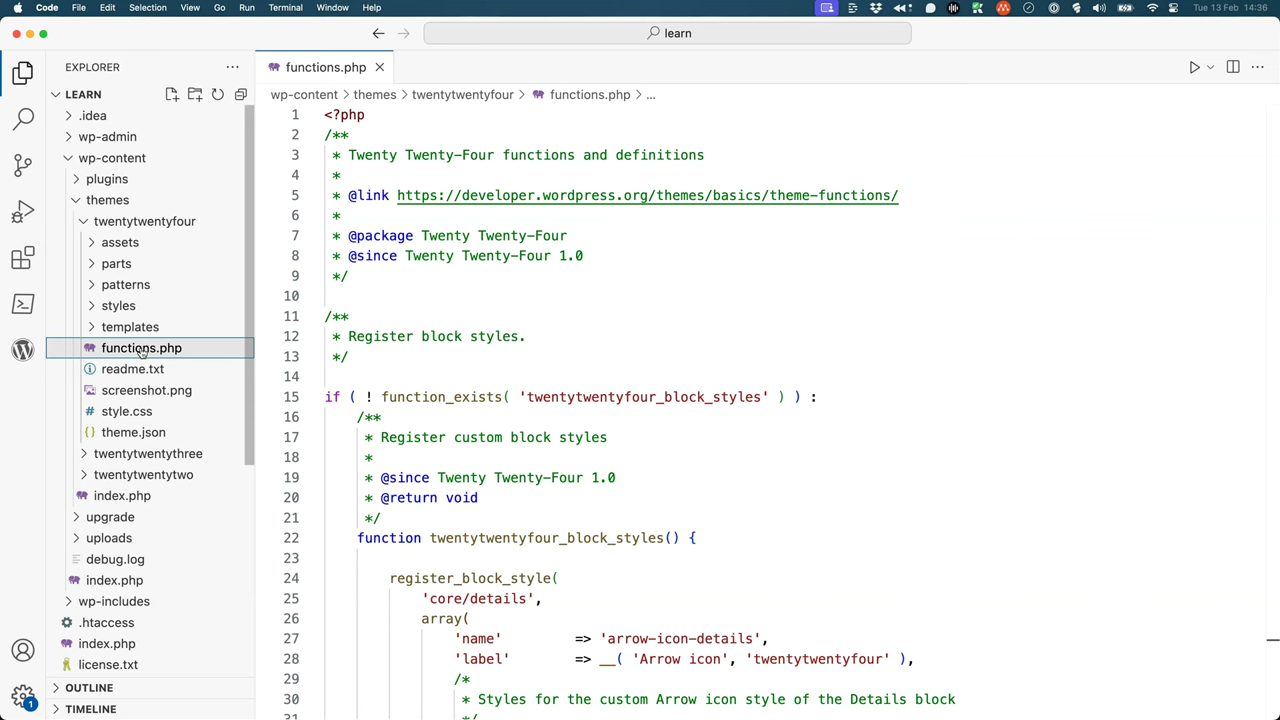 Code File Edit Selection View Go Run Terminal Window Help
Tue 13 Feb 14:36
learn
EXPLORER
LEARN
.idea
wp-admin
wp-content
plugins
themes
twentytwentyfour
assets
parts
patterns
styles
templates
functions.php
readme.txt
screenshot.png
style.css
theme.json
twentytwentythree
twentytwentytwo
index.php
upgrade
uploads
debug.log
index.php
wp-includes
.htaccess
index.php
license.txt
OUTLINE
TIMELINE
1
functions.php
wp-content > themes > twentytwentyfour > functions.php > ...
1 <?php
2 /**
3 * Twenty Twenty-Four functions and definitions
4 *
5 * @link https://developer.wordpress.org/themes/basics/theme-functions/
6 *
7 * @package Twenty Twenty-Four
8 * @since Twenty Twenty-Four 1.0
9 */
10
11 /**
12 * Register block styles.
13 */
14
15 if ( ! function_exists( 'twentytwentyfour_block_styles' ) ) :
16 /**
17 * Register custom block styles
18 *
19 * @since Twenty Twenty-Four 1.0
20 * @return void
21 */
22 function twentytwentyfour_block_styles() {
23
24 register_block_style(
25 'core/details',
26 array(
27 'name' => 'arrow-icon-details',
28 'label' => __( 'Arrow icon', 'twentytwentyfour' ),
29 /*
30 * Styles for the custom Arrow icon style of the Details block
31 */